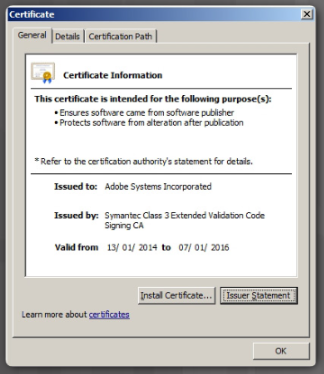 Certificate
General Details Certification Path
Certificate Information
This certificate is intended for the following purpose(s):
• Ensures software came from software publisher
• Protects software from alteration after publication
* Refer to the certification authority's statement for details.
Issued to: Adobe Systems Incorporated
Issued by: Symantec Class 3 Extended Validation Code
Signing CA
Valid from 13/ 01/ 2014 to 07/ 01/ 2016
Install Certificate... Issuer Statement
Learn more about certificates
OK